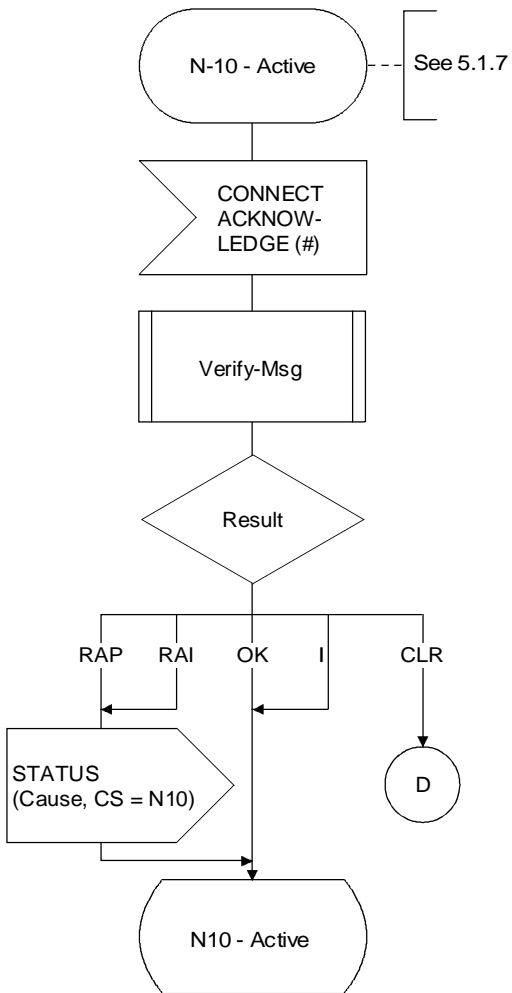 N-10 - Active
See 5.1.7
CONNECT
ACKNOW-
LEDGE (#)
Verify-Msg
Result
RAP RAI OK I CLR
STATUS
(Cause, CS = N10)
D
N10 - Active